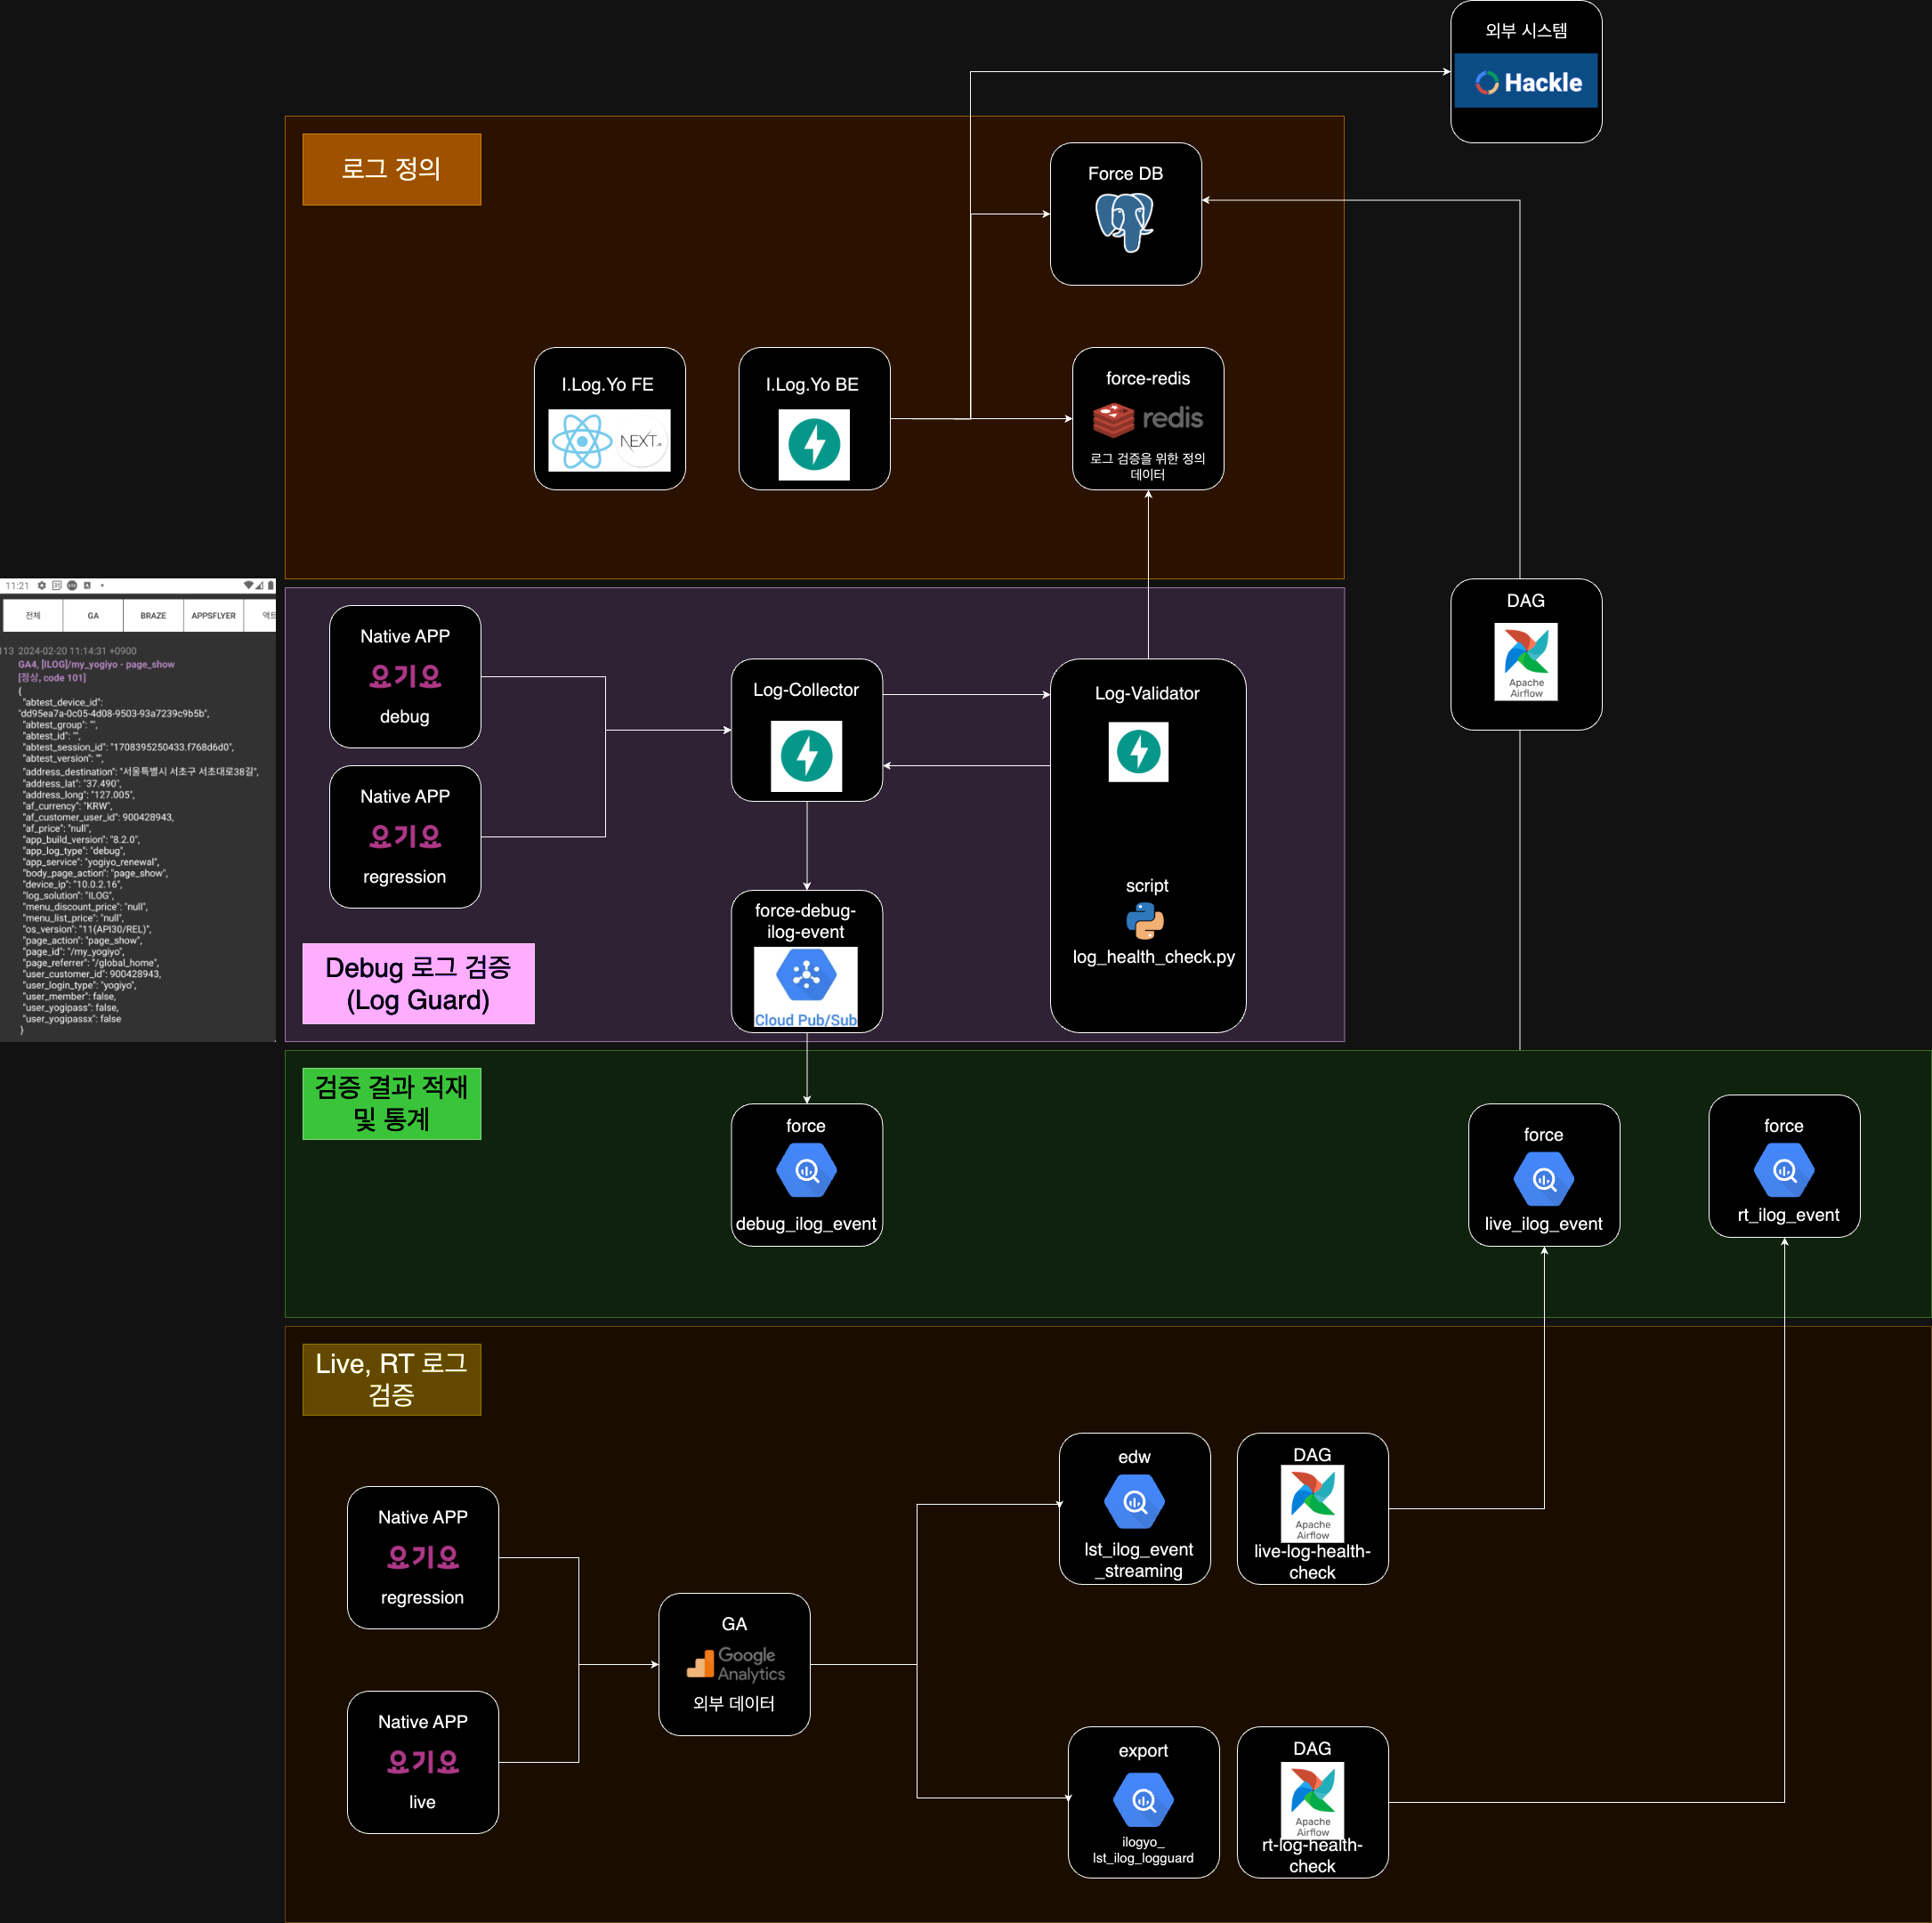 외부 시스템
Hackle
로그 정의
Force DB
I.Log.Yo FE
NEXT.JS
I.Log.Yo BE
force-redis
redis
로그 검증을 위한 정의
데이터
DAG
Apache
Airflow
11:21
전체
GA
BRAZE
APPSFLYER
액트
113 2024-02-20 11:14:31 +0900
GA4, [ILOG]/my_yogiyo - page_show
[정상, code 101]
{
"abtest_device_id":
"dd95ea7a-0c05-4d08-9503-93a7239c9b5b",
"abtest_group": "",
"abtest_id": "",
"abtest_session_id": "1708395250433.f768d6d0",
"abtest_version": "",
"address_destination": "서울특별시 서초구 서초대로38길",
"address_lat": "37.490",
"address_long": "127.005",
"af_currency": "KRW",
"af_customer_user_id": 900428943,
"af_price": "null",
"app_build_version": "8.2.0",
"app_log_type": "debug",
"app_service": "yogiyo_renewal",
"body_page_action": "page_show",
"device_ip": "10.0.2.16",
"log_solution": "ILOG",
"menu_discount_price": "null",
"menu_list_price": "null",
"os_version": "11(API30/REL)",
"page_action": "page_show",
"page_id": "/my_yogiyo",
"page_referrer": "/global_home",
"user_customer_id": 900428943,
"user_login_type": "yogiyo",
"user_member": false,
"user_yogipass": false,
"user_yogipassx": false
}
Native APP
요기요
debug
Native APP
요기요
regression
Debug 로그 검증
(Log Guard)
Log-Collector
Log-Validator
script
log_health_check.py
force-debug-
ilog-event
Cloud Pub/Sub
검증 결과 적재
및 통계
force
debug_ilog_event
force
live_ilog_event
force
rt_ilog_event
Live, RT 로그
검증
Native APP
요기요
regression
Native APP
요기요
live
GA
Google
Analytics
외부 데이터
edw
lst_ilog_event
_streaming
DAG
Apache
Airflow
live-log-health-
check
export
ilogyo_
lst_ilog_logguard
DAG
Apache
Airflow
rt-log-health-
check